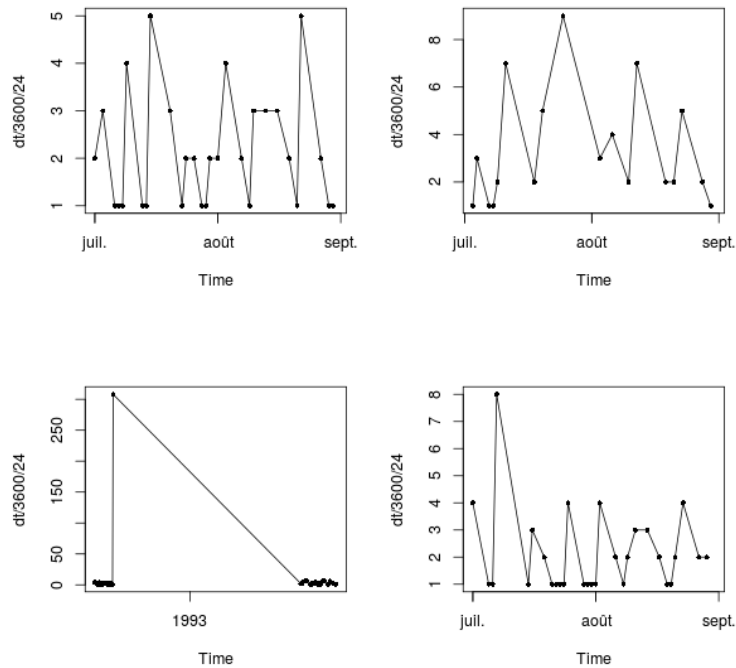 dt/3600/24
5
4
3
2
1
juil.
août
sept.
Time
dt/3600/24
8
6
4
2
juil.
août
sept.
Time
dt/3600/24
250
150
50
0
1993
Time
dt/3600/24
8
7
6
5
4
3
2
1
juil.
août
sept.
Time